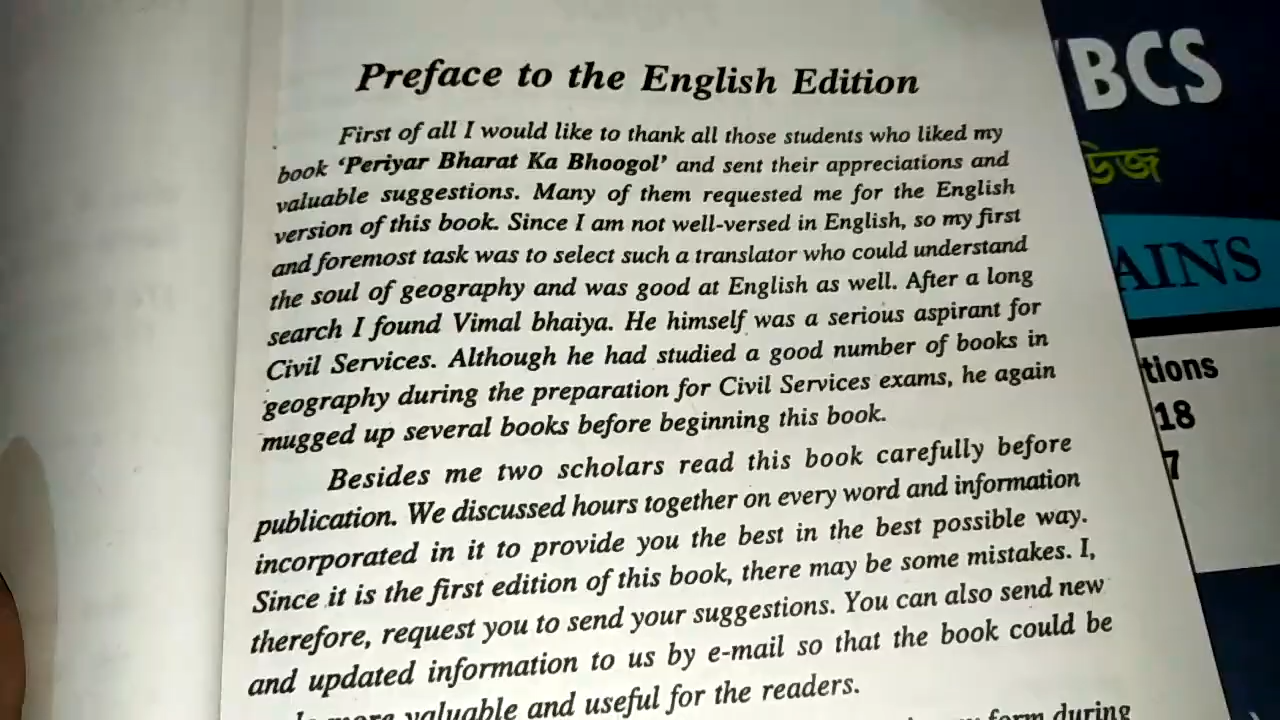 Preface to the English Edition
First of all I would like to thank all those students who liked my
book ‘Periyar Bharat Ka Bhoogol’ and sent their appreciations and
valuable suggestions. Many of them requested me for the English
version of this book. Since I am not well-versed in English, so my first
and foremost task was to select such a translator who could understand
the soul of geography and was good at English as well. After a long
search I found Vimal bhaiya. He himself was a serious aspirant for
Civil Services. Although he had studied a good number of books in
geography during the preparation for Civil Services exams, he again
mugged up several books before beginning this book.
Besides me two scholars read this book carefully before
publication. We discussed hours together on every word and information
incorporated in it to provide you the best in the best possible way.
Since it is the first edition of this book, there may be some mistakes. I,
therefore, request you to send your suggestions. You can also send new
and updated information to us by e-mail so that the book could be
more valuable and useful for the readers.
form during
BCS
AINS
tions
18
7